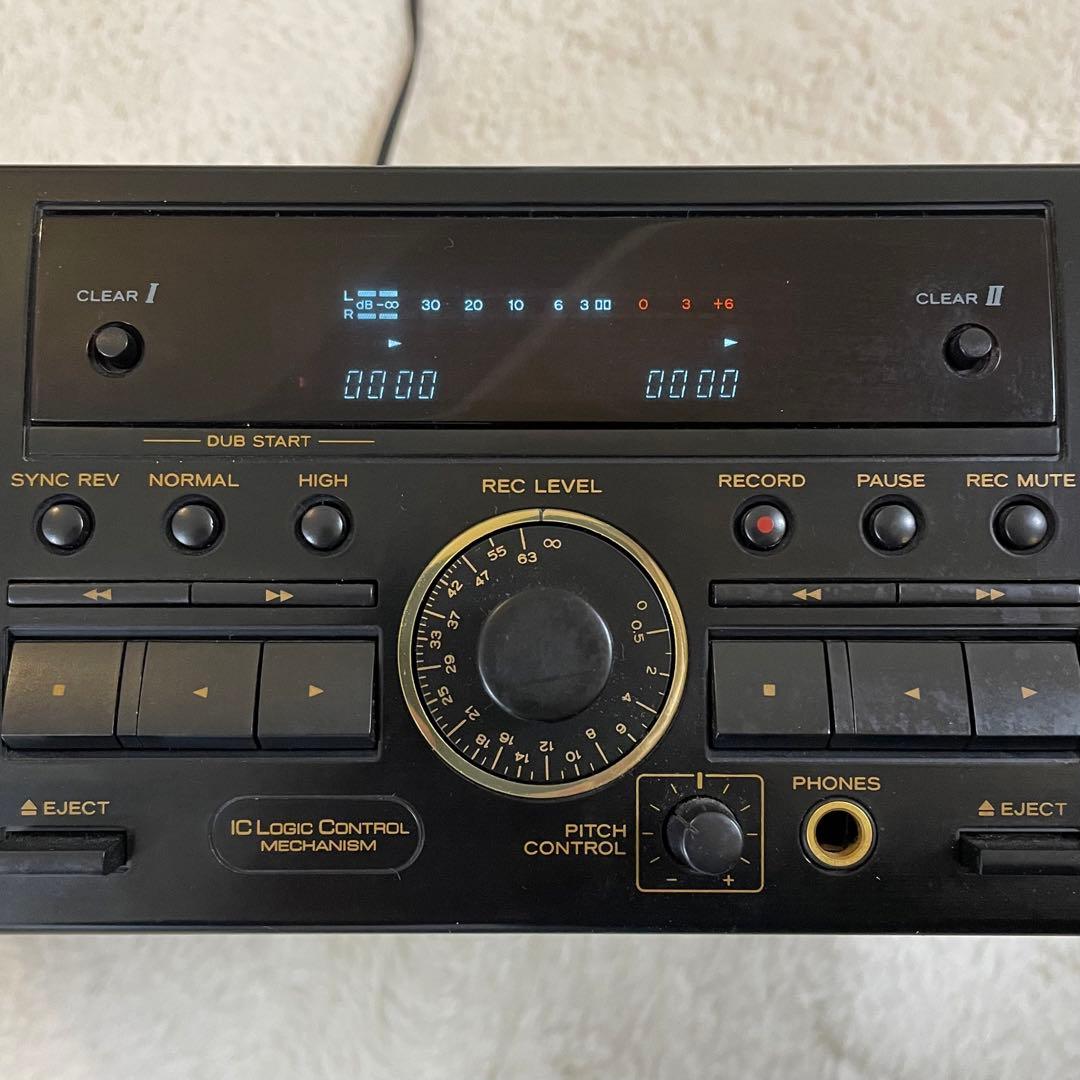 CLEAR I
L
dB -∞ 30 20 10 6 3 0 3 +6
R
CLEAR II
0000 0000
DUB START
SYNC REV NORMAL HIGH
REC LEVEL
RECORD PAUSE REC MUTE
∞ 63 55 47 42 37 33 29 25 21 18 16 14 12 10 8 6 4 2 0.5 0
EJECT
IC LOGIC CONTROL
MECHANISM
PITCH
CONTROL
- +
PHONES
EJECT